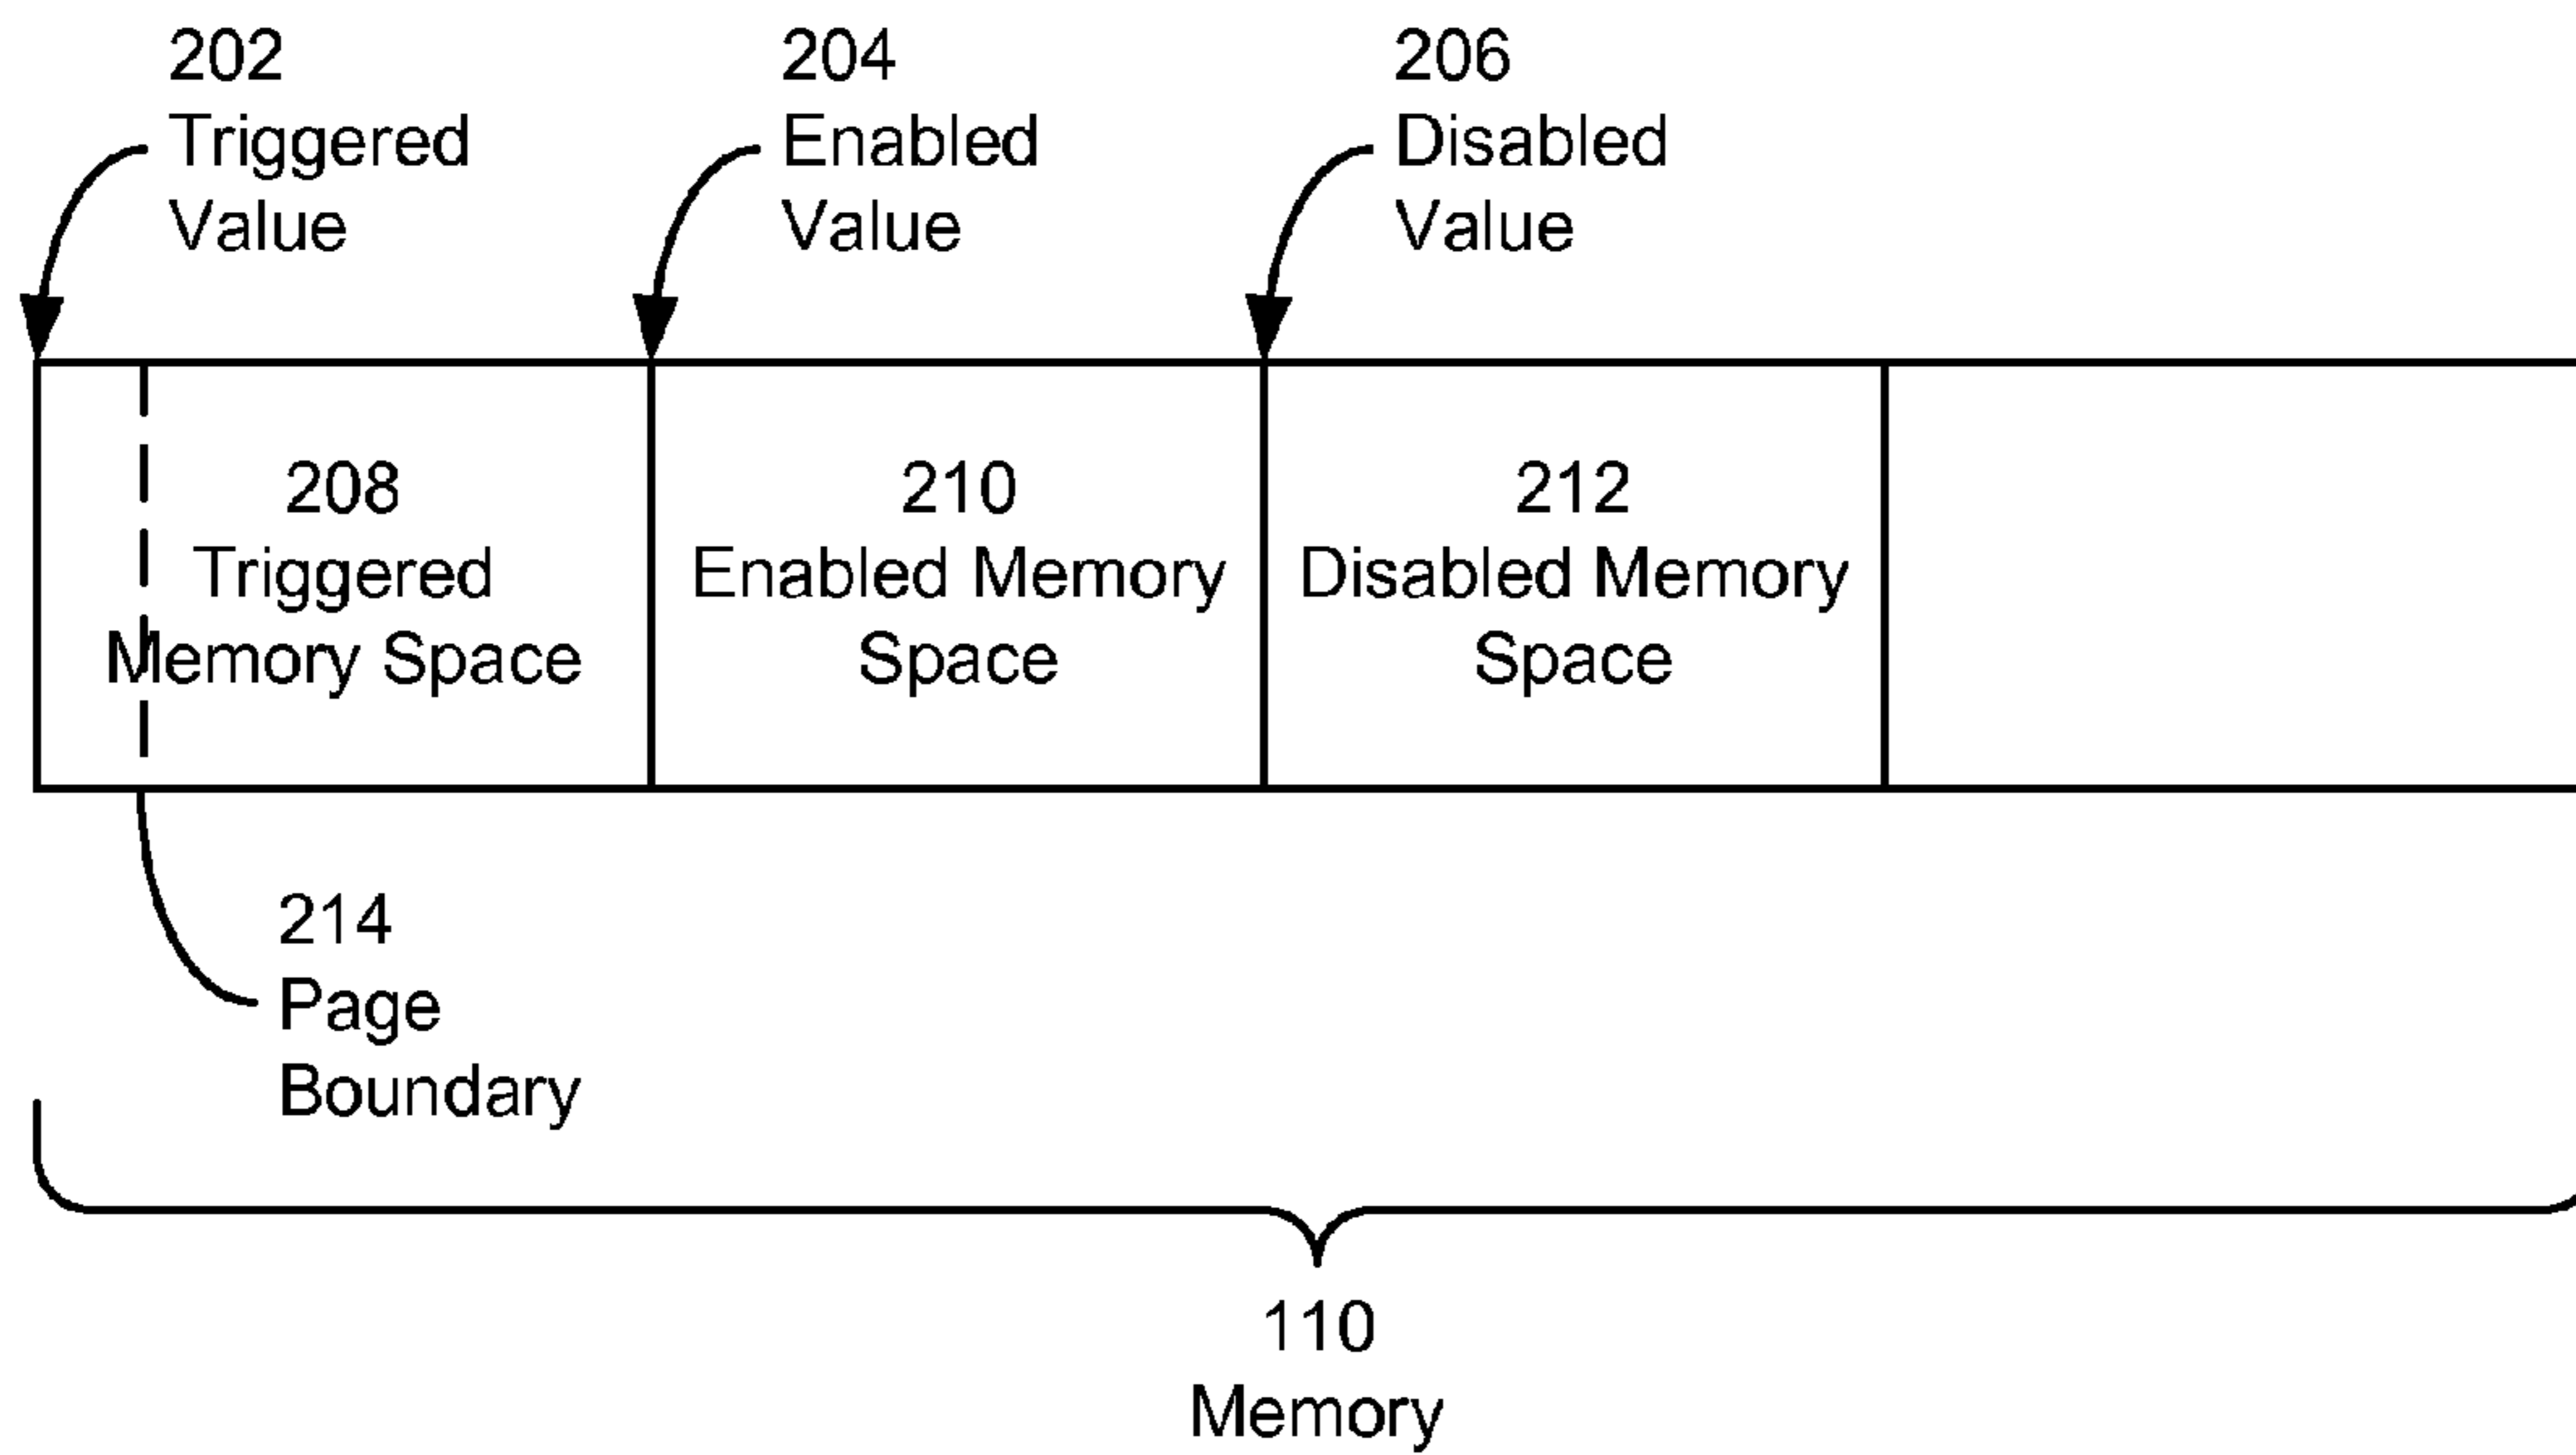 202
Triggered
Value
204
Enabled
Value
206
Disabled
Value
208
Triggered
Memory Space
210
Enabled Memory
Space
212
Disabled Memory
Space
214
Page
Boundary
110
Memory